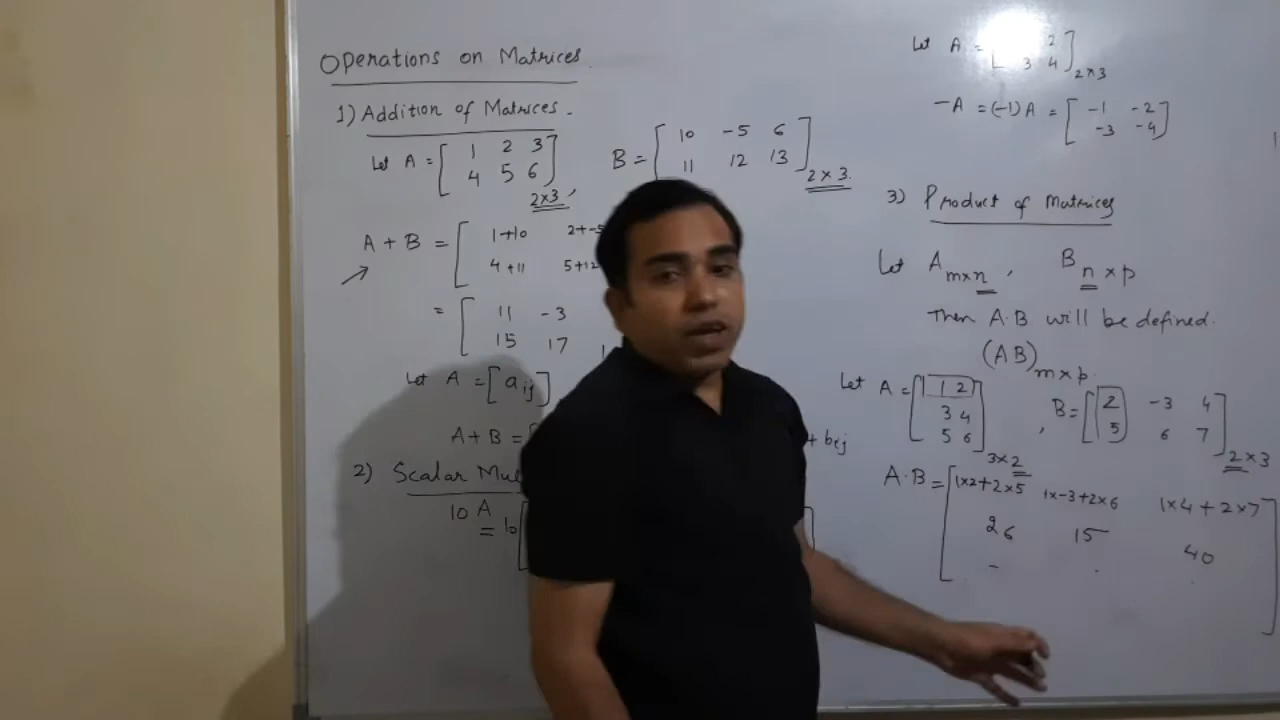 Operations on Matrices.
1) Addition of Matrices.
Let A = [ 1 2 3
4 5 6 ] 2×3 ,
B = [ 10 -5 6
11 12 13 ] 2×3.
A + B = [ 1+10 2+-5
4+11 5+12
= [ 11 -3
15 17
Let A = [aij]
A+B = [ + bij
2) Scalar Mul
10 A = 10 [
Let A = [ 2
3 4 ] 2×3
-A = (-1) A = [ -1 -2
-3 -4 ]
3) Product of Matrices
Let A m×n , B n×p
Then A·B will be defined.
(AB) m×p.
Let A = [ 1 2
3 4
5 6 ] 3×2
, B = [ 2 -3 4
5 6 7 ] 2×3
A·B = [ 1×2+2×5 1×-3+2×6 1×4+2×7
26 15 40
- . . ]